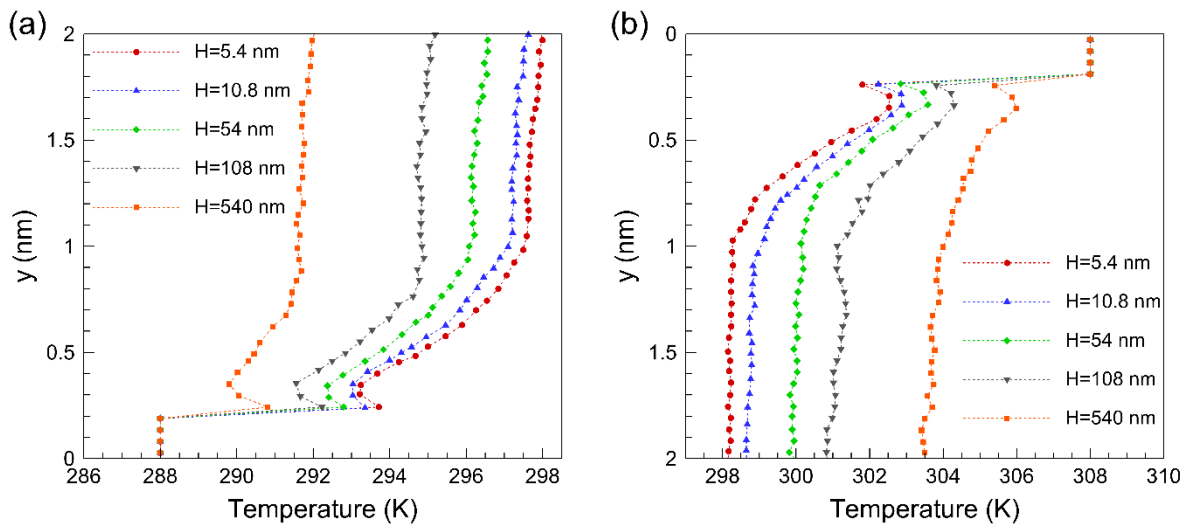 (a)
2
1.5
1
0.5
0
y (nm)
286 288 290 292 294 296 298
Temperature (K)
H=5.4 nm
H=10.8 nm
H=54 nm
H=108 nm
H=540 nm
(b)
0
0.5
1
1.5
2
y (nm)
298 300 302 304 306 308 310
Temperature (K)
H=5.4 nm
H=10.8 nm
H=54 nm
H=108 nm
H=540 nm